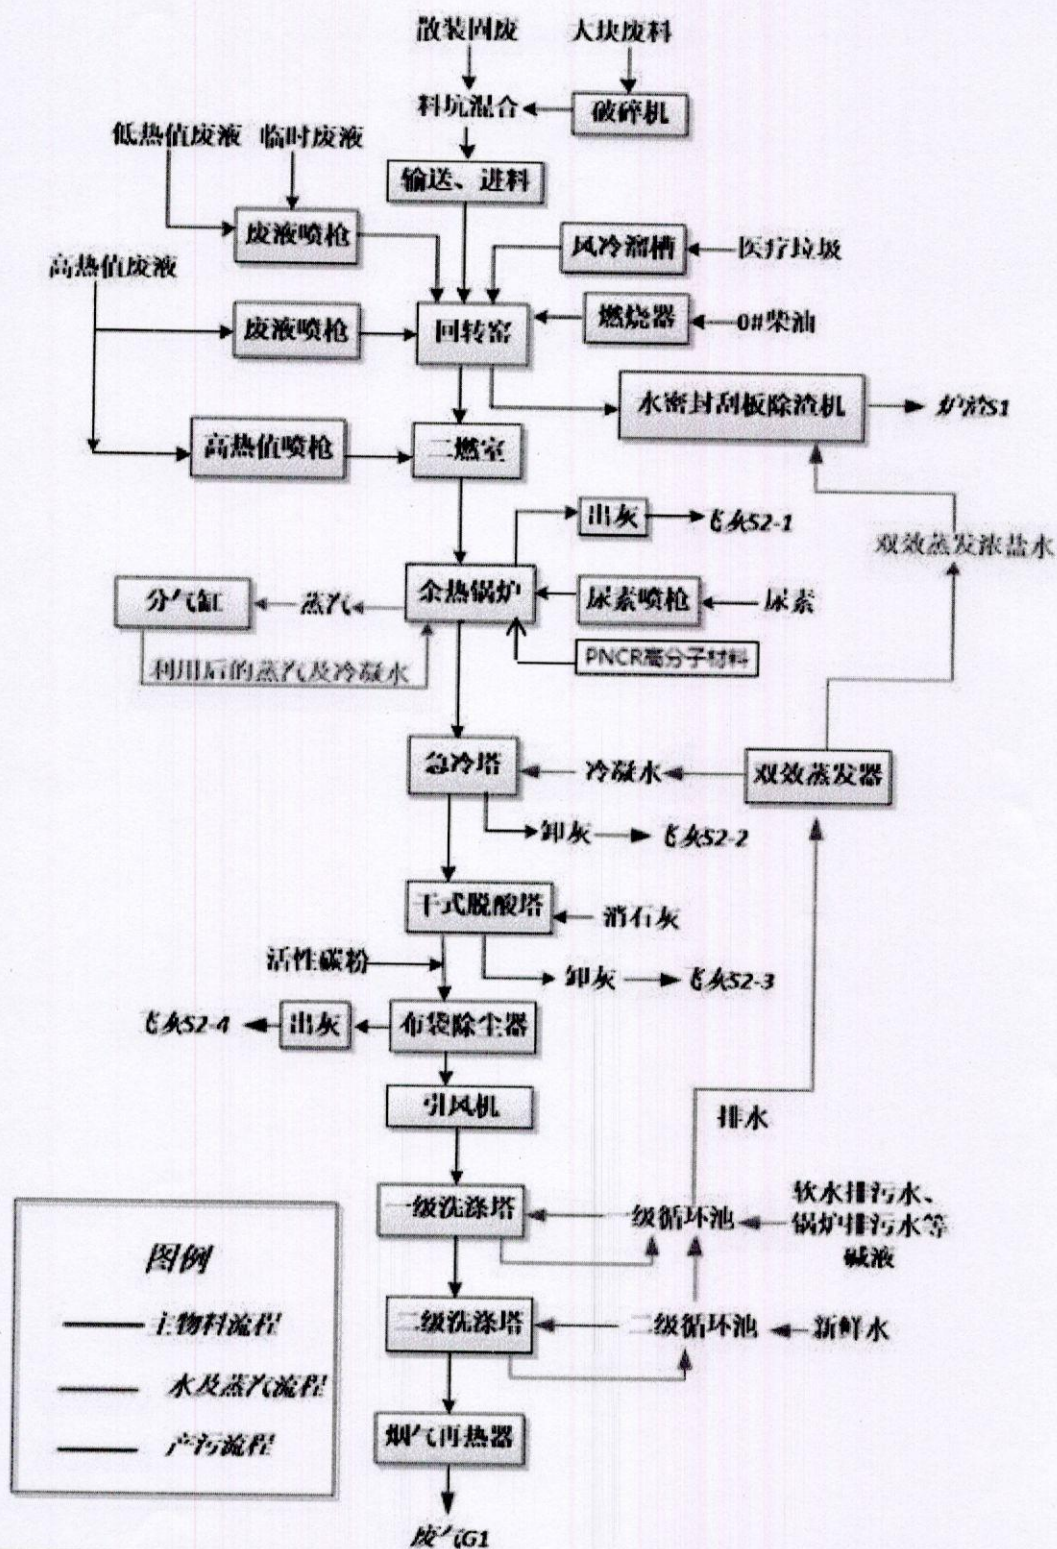 散装固废 大块废料
料坑混合 破碎机
低热值废液 临时废液
输送、进料
废液喷枪 风冷溜槽 医疗垃圾
高热值废液
废液喷枪 回转窑 燃烧器 0#柴油
水密封刮板除渣机 炉渣S1
高热值喷枪 二燃室
出灰 飞灰S2-1
双效蒸发浓盐水
分气缸 蒸汽 余热锅炉 尿素喷枪 尿素
利用后的蒸汽及冷凝水 PNCR高分子材料
急冷塔 冷凝水 双效蒸发器
卸灰 飞灰S2-2
干式脱酸塔 消石灰
活性碳粉
卸灰 飞灰S2-3
飞灰S2-4 出灰 布袋除尘器
引风机
排水
一级洗涤塔 一级循环池 软水排污水、
锅炉排污水等
碱液
图例
主物料流程
水及蒸汽流程
产污流程
二级洗涤塔 二级循环池 新鲜水
烟气再热器
废气G1